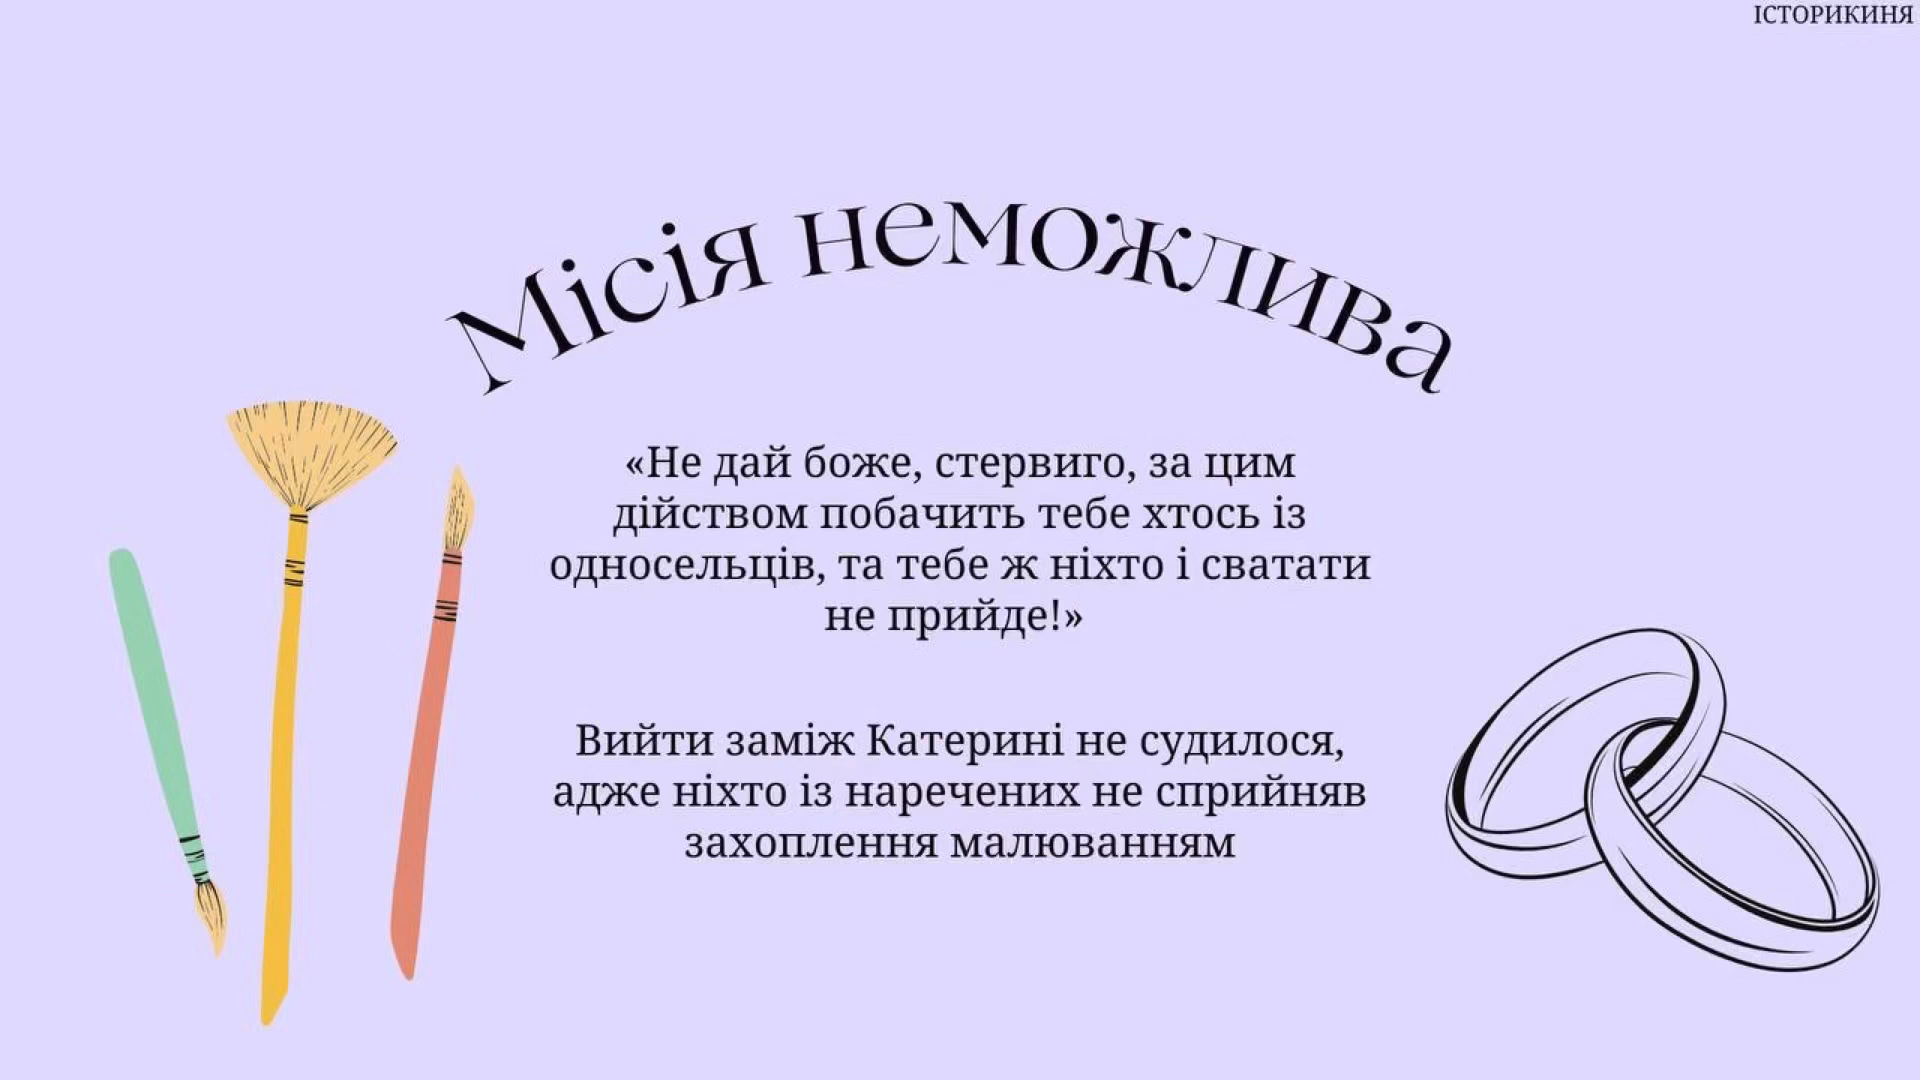 ІСТОРИКИНЯ
Місія неможлива
«Не дай боже, стервиго, за цим
дійством побачить тебе хтось із
односельців, та тебе ж ніхто і сватати
не прийде!»
Вийти заміж Катерині не судилося,
адже ніхто із наречених не сприйняв
захоплення малюванням